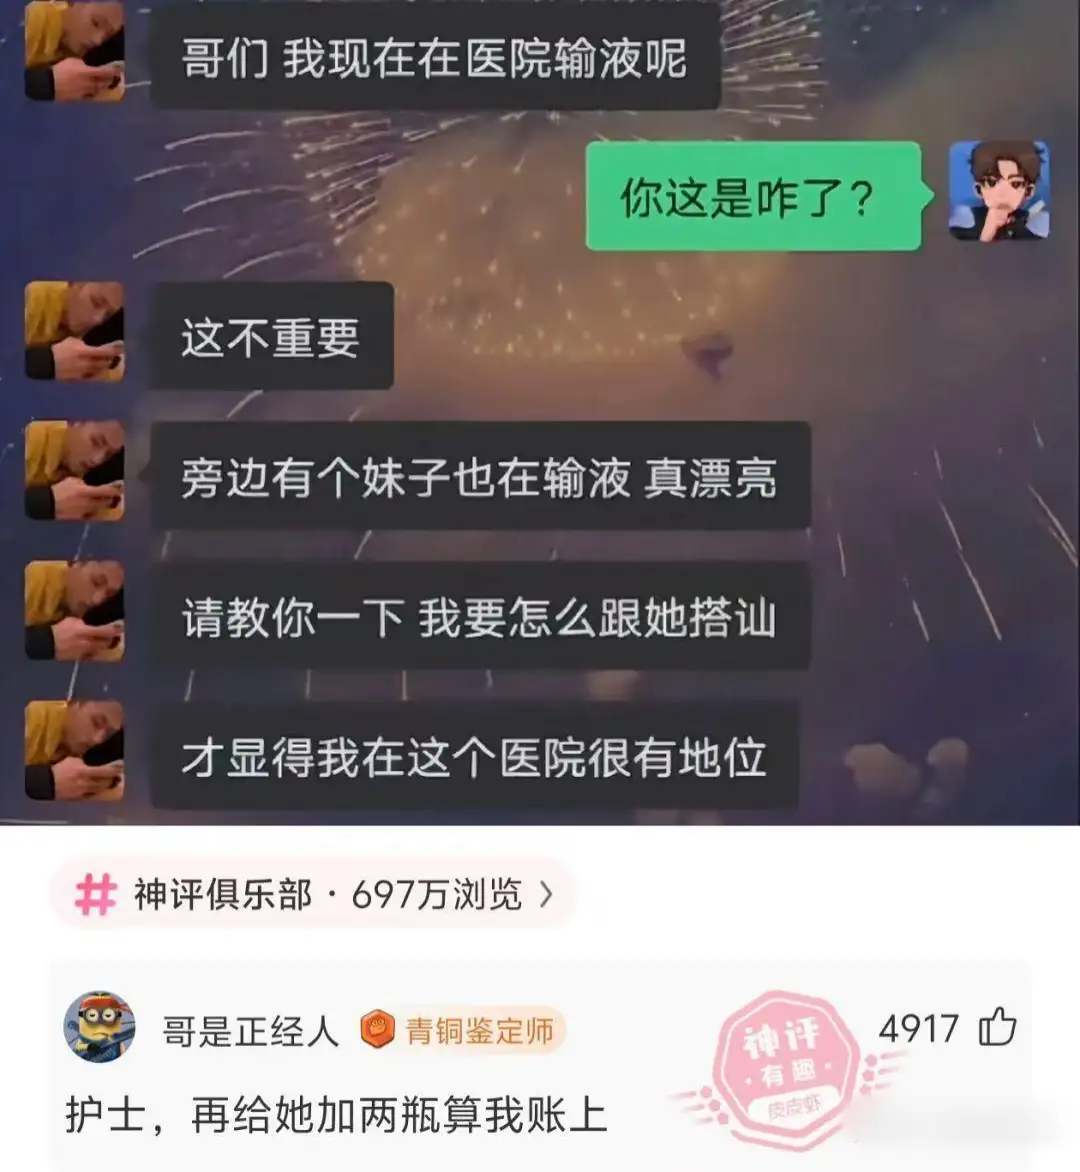 哥们 我现在在医院输液呢
你这是咋了？
这不重要
旁边有个妹子也在输液 真漂亮
请教你一下 我要怎么跟她搭讪
才显得我在这个医院很有地位
# 神评俱乐部 · 697万浏览 >
哥是正经人 青铜鉴定师
神评
·有趣·
皮皮虾
4917
护士，再给她加两瓶算我账上